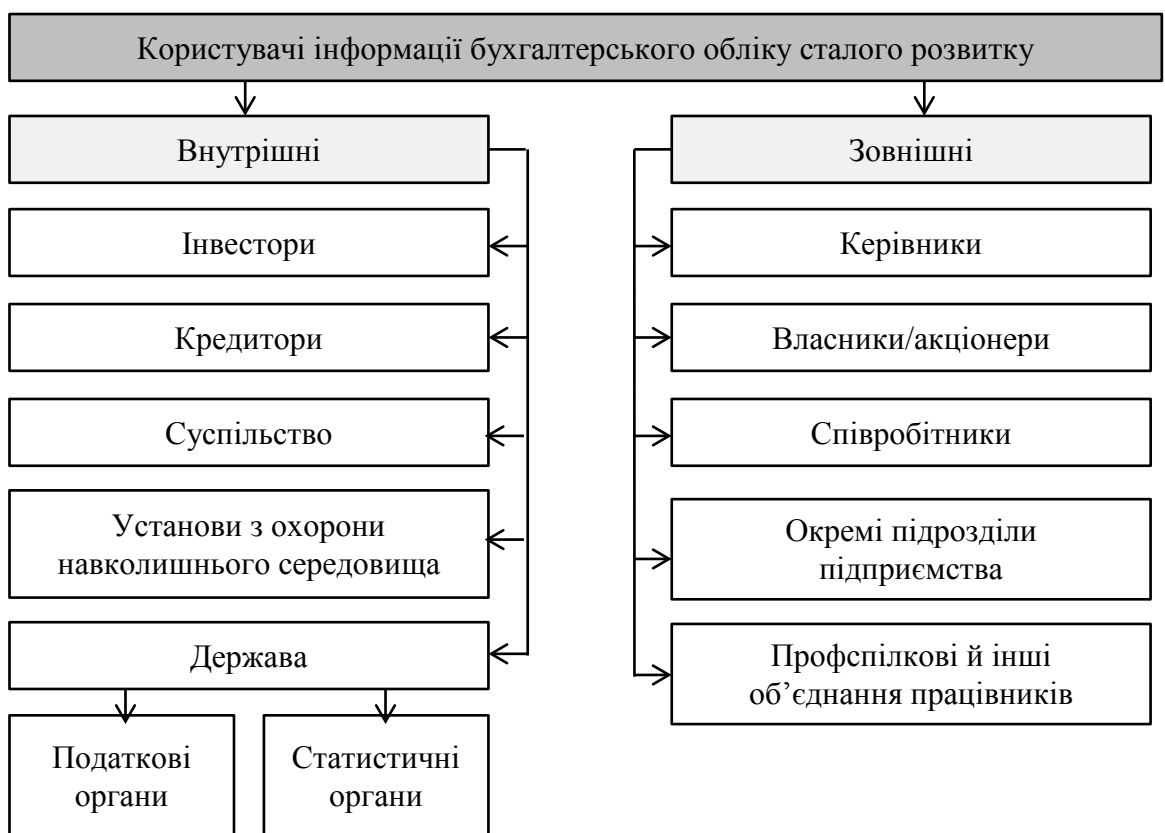 Користувачі інформації бухгалтерського обліку сталого розвитку
Внутрішні
Інвестори
Кредитори
Суспільство
Установи з охорони
навколишнього середовища
Держава
Податкові
органи
Статистичні
органи
Зовнішні
Керівники
Власники/акціонери
Співробітники
Окремі підрозділи
підприємства
Профспілкові й інші
об’єднання працівників